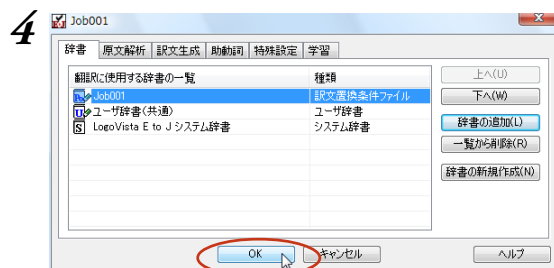 4
Job001
辞書 原文解析 訳文生成 助動詞 特殊設定 学習
翻訳に使用する辞書の一覧 種類
Job001 訳文置換条件ファイル
ユーザ辞書(共通) ユーザ辞書
LogoVista E to J システム辞書 システム辞書
上へ(U)
下へ(W)
辞書の追加(L)
一覧から削除(R)
辞書の新規作成(N)
OK キャンセル ヘルプ